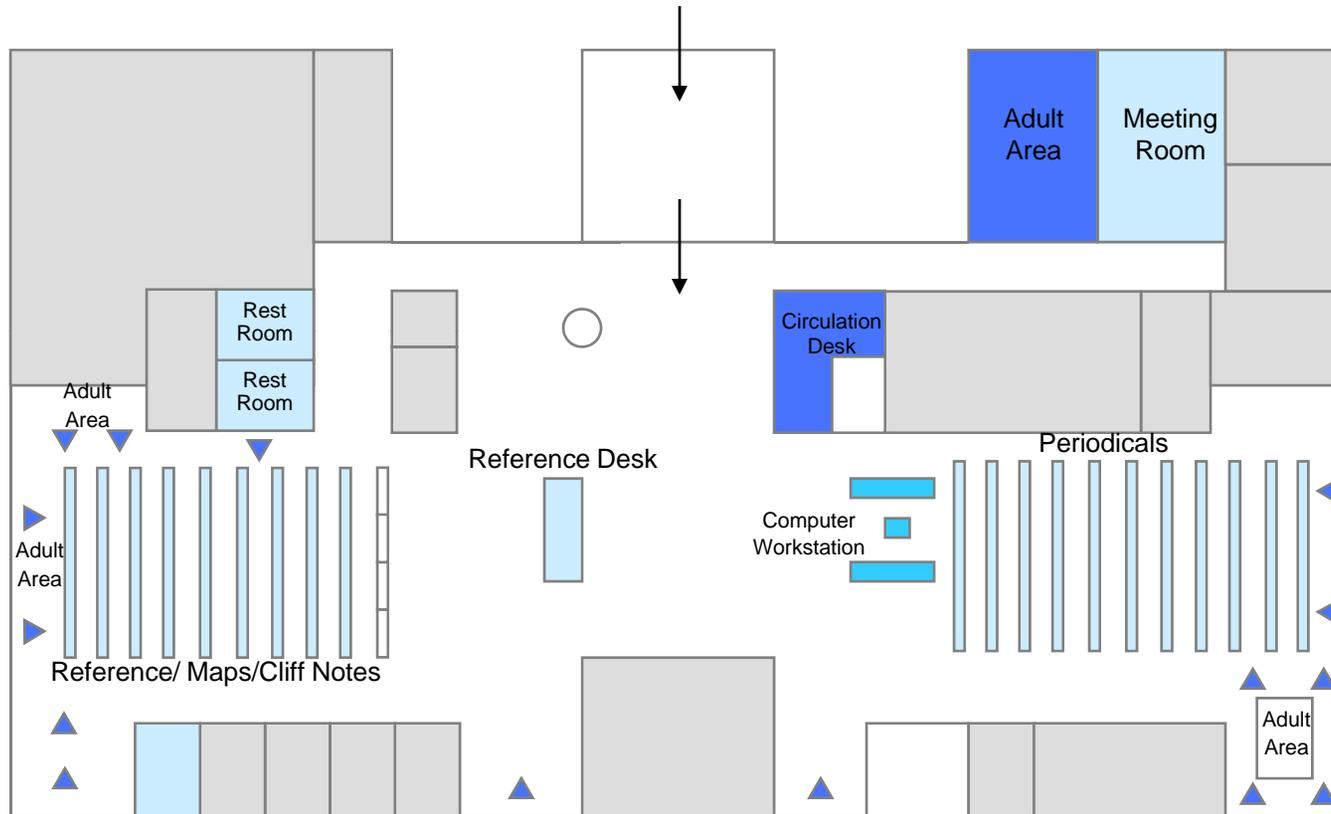 Adult
Area
Meeting
Room
Rest
Room
Circulation
Desk
Rest
Room
Adult
Area
Periodicals
Reference Desk
Computer
Workstation
Adult
Area
Reference/ Maps/Cliff Notes
Adult
Area